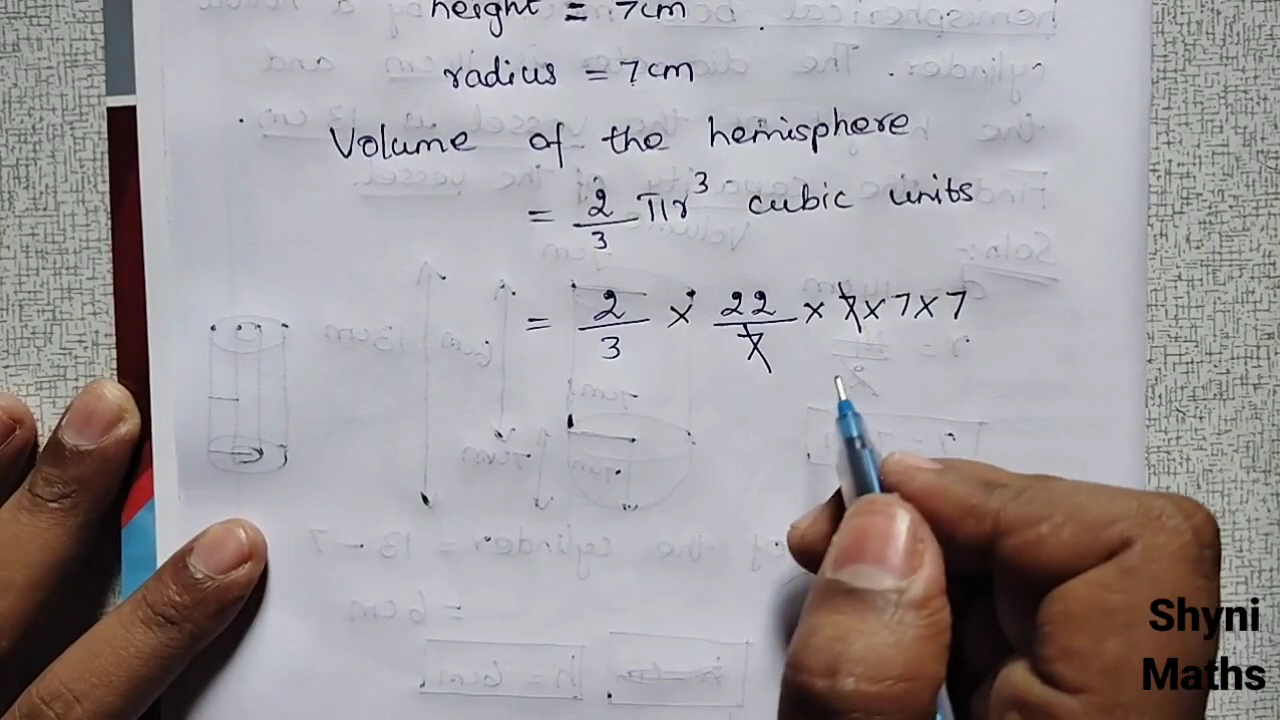 height = 7cm
radius = 7cm
Volume of the hemisphere
= 2/3 πr³ cubic units
= 2/3 × 22/7 × 7 × 7 × 7
Shyni
Maths